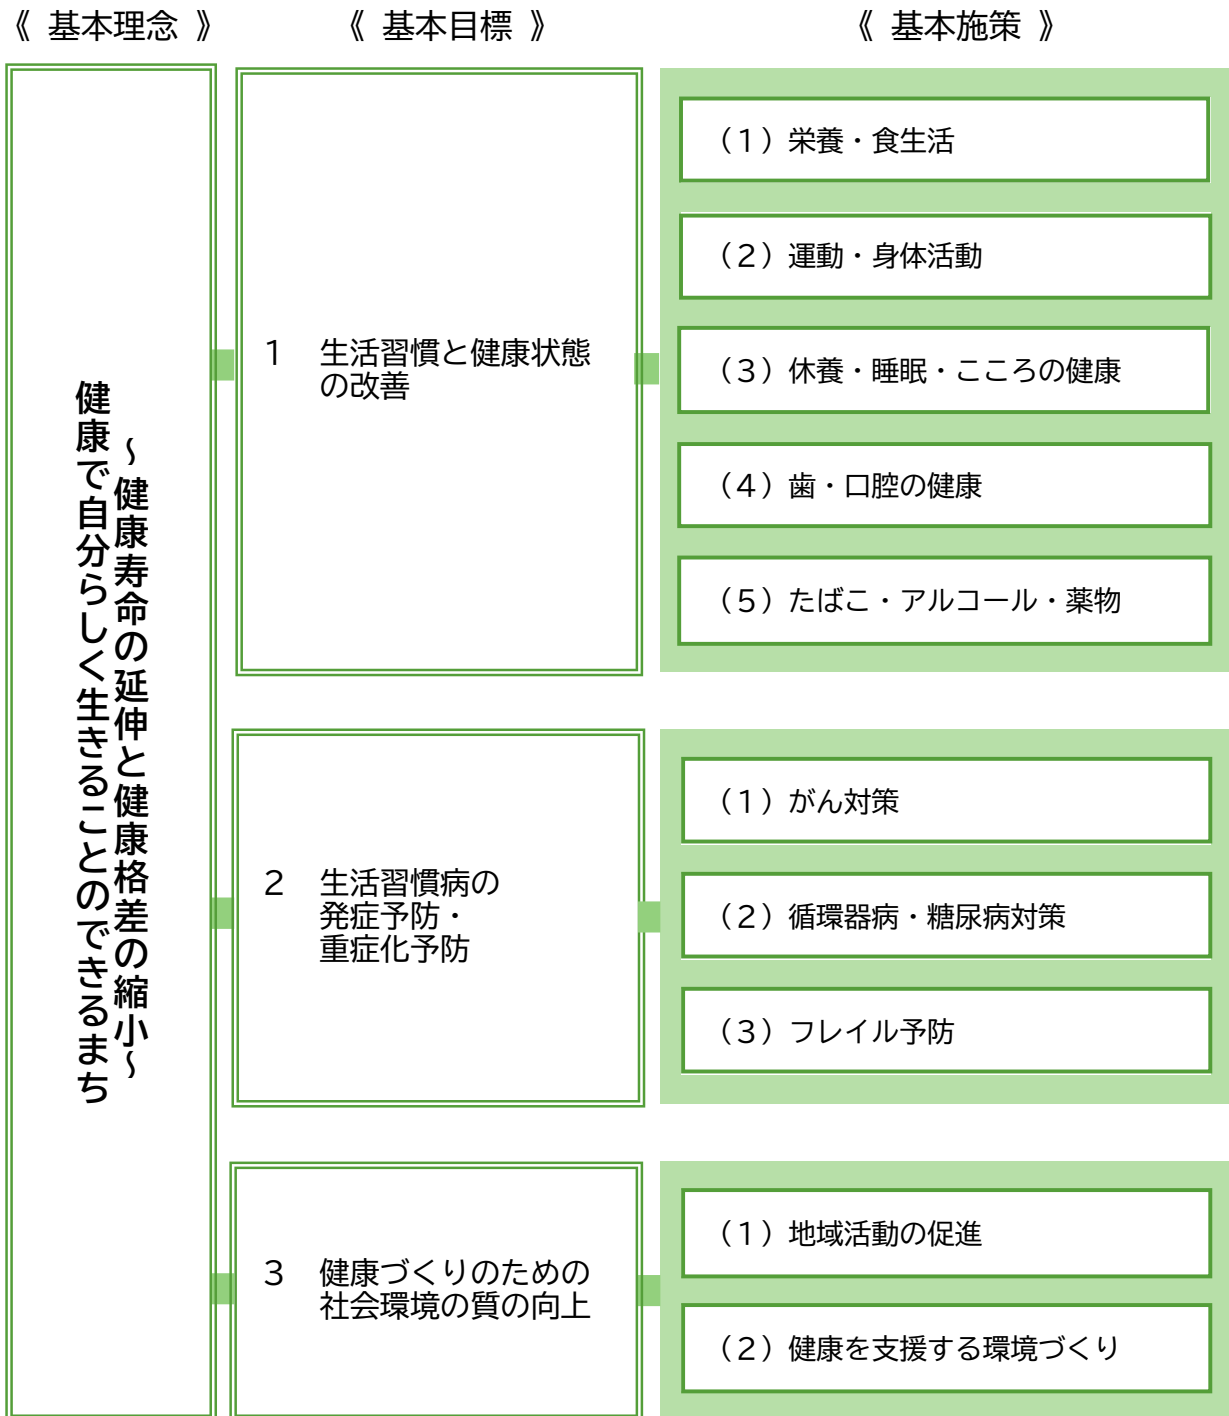 《 基本理念 》
《 基本目標 》
《 基本施策 》
～健康寿命の延伸と健康格差の縮小～
健康で自分らしく生きることのできるまち
1 生活習慣と健康状態
の改善
（1）栄養・食生活
（2）運動・身体活動
（3）休養・睡眠・こころの健康
（4）歯・口腔の健康
（5）たばこ・アルコール・薬物
2 生活習慣病の
発症予防・
重症化予防
（1）がん対策
（2）循環器病・糖尿病対策
（3）フレイル予防
3 健康づくりのための
社会環境の質の向上
（1）地域活動の促進
（2）健康を支援する環境づくり